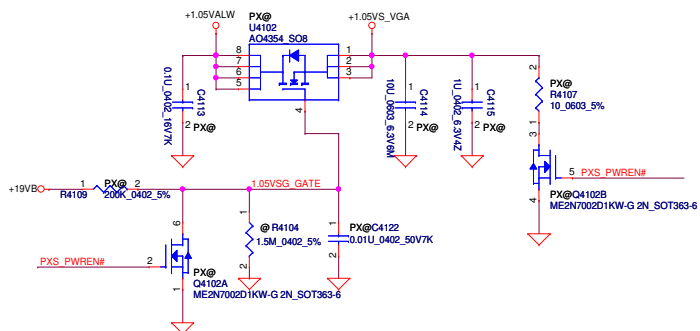 +1.05VALW
+1.05VS_VGA
PX@
U4102
AO4354_SO8
8
7
6
5
1
2
3
4
1
C4113
0.1U_0402_16V7K
2
PX@
1
C4114
10U_0603_6.3V6M
2
PX@
1
C4115
1U_0402_6.3V4Z
2
PX@
2
PX@
R4107
10_0603_5%
1
3
5
PXS_PWREN#
4
PX@Q4102B
ME2N7002D1KW-G 2N_SOT363-6
+19VB
1
PX@
2
R4109
200K_0402_5%
1.05VSG_GATE
6
1
@ R4104
1.5M_0402_5%
2
1
PX@C4122
0.01U_0402_50V7K
2
PXS_PWREN#
2
1
PX@
Q4102A
ME2N7002D1KW-G 2N_SOT363-6